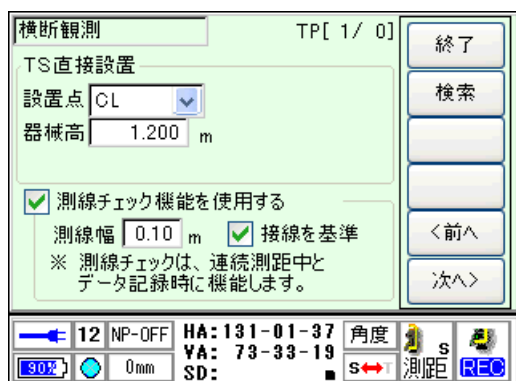 横断観測 TP[ 1/ 0]
TS直接設置
設置点 CL
器械高 1.200 m
測線チェック機能を使用する
測線幅 0.10 m 接線を基準
※ 測線チェックは、連続測距中と
データ記録時に機能します。
終了
検索
<前へ
次へ>
12 NP-OFF HA:131-01-37 角度
VA: 73-33-19
90% 0mm SD: S↔T 測距 S REC